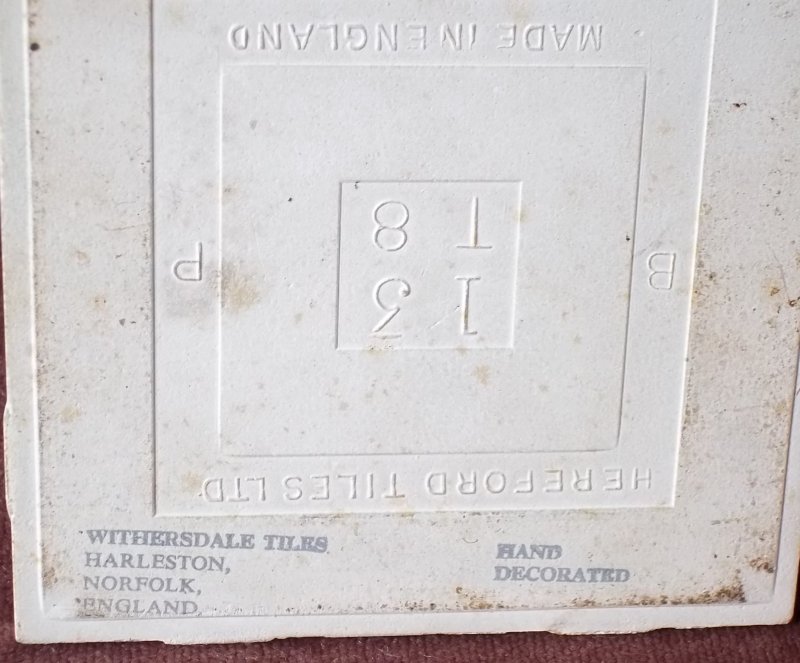 HEREFORD TILES LTD
B
13
T8
P
MADE IN ENGLAND
WITHERSDALE TILES
HARLESTON,
NORFOLK,
ENGLAND
HAND
DECORATED